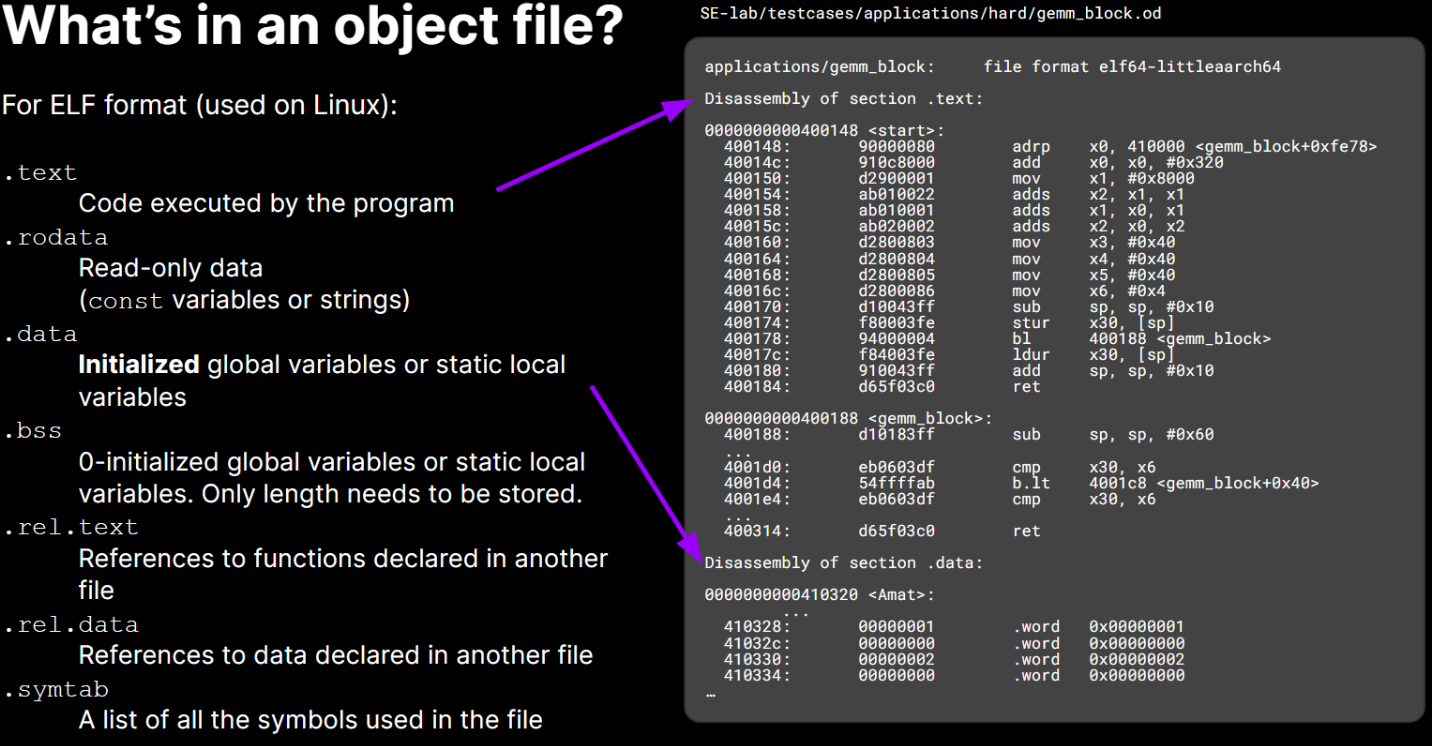 What's in an object file?
For ELF format (used on Linux):
.text
Code executed by the program
.rodata
Read-only data
(const variables or strings)
.data
Initialized global variables or static local
variables
.bss
0-initialized global variables or static local
variables. Only length needs to be stored.
.rel.text
References to functions declared in another
file
.rel.data
References to data declared in another file
.symtab
A list of all the symbols used in the file
SE-lab/testcases/applications/hard/gemm_block.od
applications/gemm_block:     file format elf64-littleaarch64
Disassembly of section .text:
0000000000400148 <start>:
400148:       90000080        adrp    x0, 410000 <gemm_block+0xfe78>
40014c:       910c8000        add     x0, x0, #0x320
400150:       d2900001        mov     x1, #0x8000
400154:       ab010022        adds    x2, x1, x1
400158:       ab010001        adds    x1, x0, x1
40015c:       ab020002        adds    x2, x0, x2
400160:       d2800803        mov     x3, #0x40
400164:       d2800804        mov     x4, #0x40
400168:       d2800805        mov     x5, #0x40
40016c:       d2800086        mov     x6, #0x4
400170:       d10043ff        sub     sp, sp, #0x10
400174:       f80003fe        stur    x30, [sp]
400178:       94000004        bl      400188 <gemm_block>
40017c:       f84003fe        ldur    x30, [sp]
400180:       910043ff        add     sp, sp, #0x10
400184:       d65f03c0        ret
0000000000400188 <gemm_block>:
400188:       d10183ff        sub     sp, sp, #0x60
...
4001d0:       eb0603df        cmp     x30, x6
4001d4:       54ffffab        b.lt    4001c8 <gemm_block+0x40>
4001e4:       eb0603df        cmp     x30, x6
...
400314:       d65f03c0        ret
Disassembly of section .data:
0000000000410320 <Amat>:
...
410328:       00000001        .word   0x00000001
41032c:       00000000        .word   0x00000000
410330:       00000002        .word   0x00000002
410334:       00000000        .word   0x00000000
…